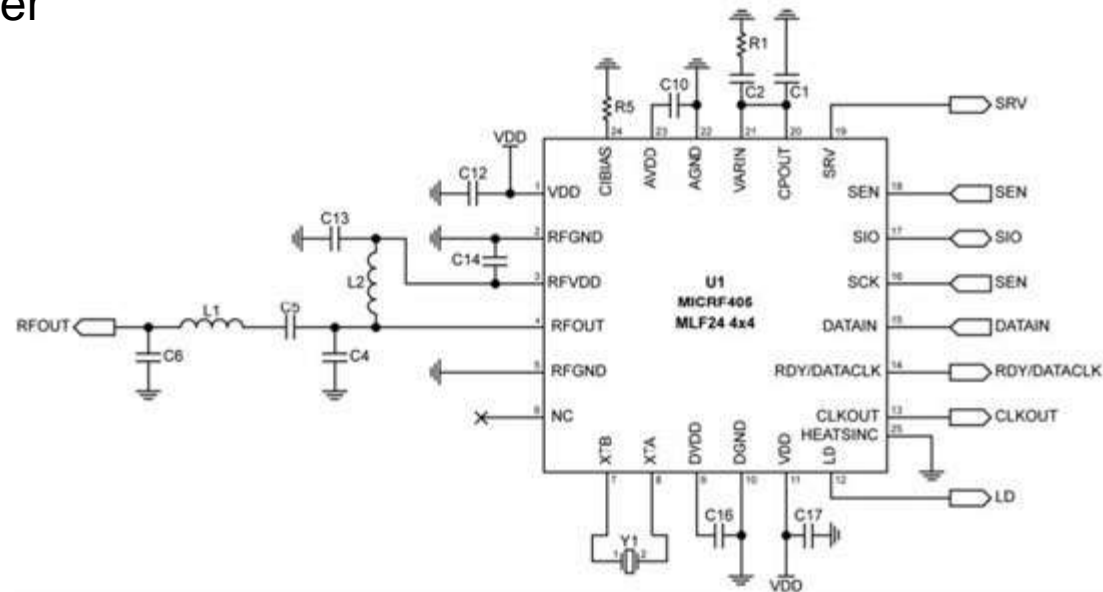 er
R1
C10
C2
C1
R5
SRV
24
23
22
21
20
19
VDD
CIBIAS
AVDD
AGND
VARIN
CPOUT
SRV
C12
1
VDD
SEN
18
SEN
C13
2
RFGND
SIO
17
SIO
C14
L2
3
RFVDD
U1
SCK
16
SEN
MICRF406
L1
C5
RFOUT
4
RFOUT
MLF24 4x4
DATAIN
15
DATAIN
C6
C4
5
RFGND
RDY/DATACLK
14
RDY/DATACLK
6
NC
CLKOUT
13
CLKOUT
HEATSINC
25
XTB
XTA
DVDD
DGND
VDD
LD
7
8
9
10
11
12
LD
C16
C17
Y1
1
2
VDD